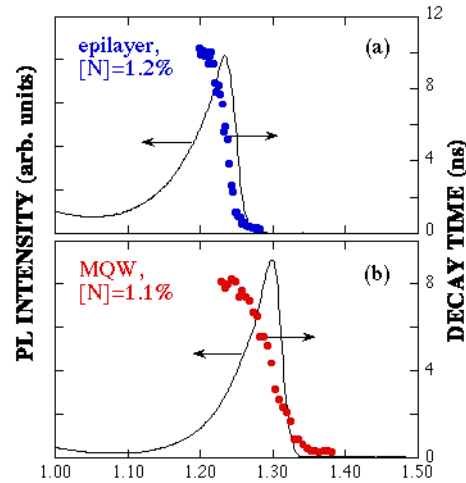 12
epilayer,
[N]=1.2%
(a)
8
4
0
PL INTENSITY (arb. units)
DECAY TIME (ns)
MQW,
[N]=1.1%
(b)
8
4
0
1.00 1.10 1.20 1.30 1.40 1.50